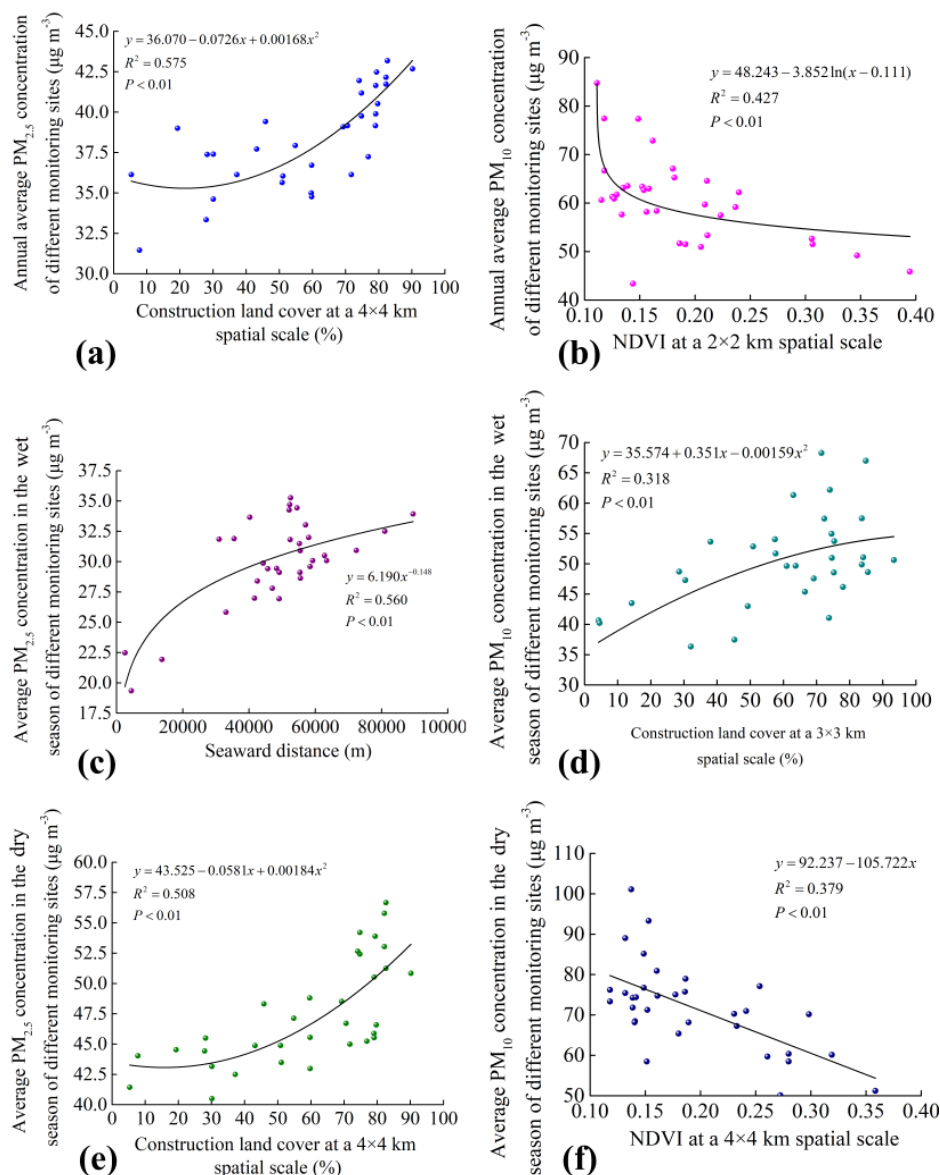 Annual average PM2.5 concentration
of different monitoring sites (μg m-3)
45.0
42.5
40.0
37.5
35.0
32.5
30.0
y = 36.070 − 0.0726x + 0.00168x²
R² = 0.575
P < 0.01
0 10 20 30 40 50 60 70 80 90 100
Construction land cover at a 4×4 km
spatial scale (%)
(a)
Annual average PM10 concentration
of different monitoring sites (μg m-3)
90
80
70
60
50
40
y = 48.243 − 3.852 ln(x − 0.111)
R² = 0.427
P < 0.01
0.10 0.15 0.20 0.25 0.30 0.35 0.40
NDVI at a 2×2 km spatial scale
(b)
Average PM2.5 concentration in the wet
season of different monitoring sites (μg m-3)
37.5
35.0
32.5
30.0
27.5
25.0
22.5
20.0
17.5
y = 6.190x^−0.148
R² = 0.560
P < 0.01
0 20000 40000 60000 80000 100000
Seaward distance (m)
(c)
Average PM10 concentration in the wet
season of different monitoring sites (μg m-3)
70
65
60
55
50
45
40
35
30
y = 35.574 + 0.351x − 0.00159x²
R² = 0.318
P < 0.01
0 10 20 30 40 50 60 70 80 90 100
Construction land cover at a 3×3 km
spatial scale (%)
(d)
Average PM2.5 concentration in the dry
season of different monitoring sites (μg m-3)
60.0
57.5
55.0
52.5
50.0
47.5
45.0
42.5
40.0
y = 43.525 − 0.0581x + 0.00184x²
R² = 0.508
P < 0.01
0 10 20 30 40 50 60 70 80 90 100
Construction land cover at a 4×4 km
spatial scale (%)
(e)
Average PM10 concentration in the dry
season of different monitoring sites (μg m-3)
110
100
90
80
70
60
50
y = 92.237 − 105.722x
R² = 0.379
P < 0.01
0.10 0.15 0.20 0.25 0.30 0.35 0.40
NDVI at a 4×4 km spatial scale
(f)